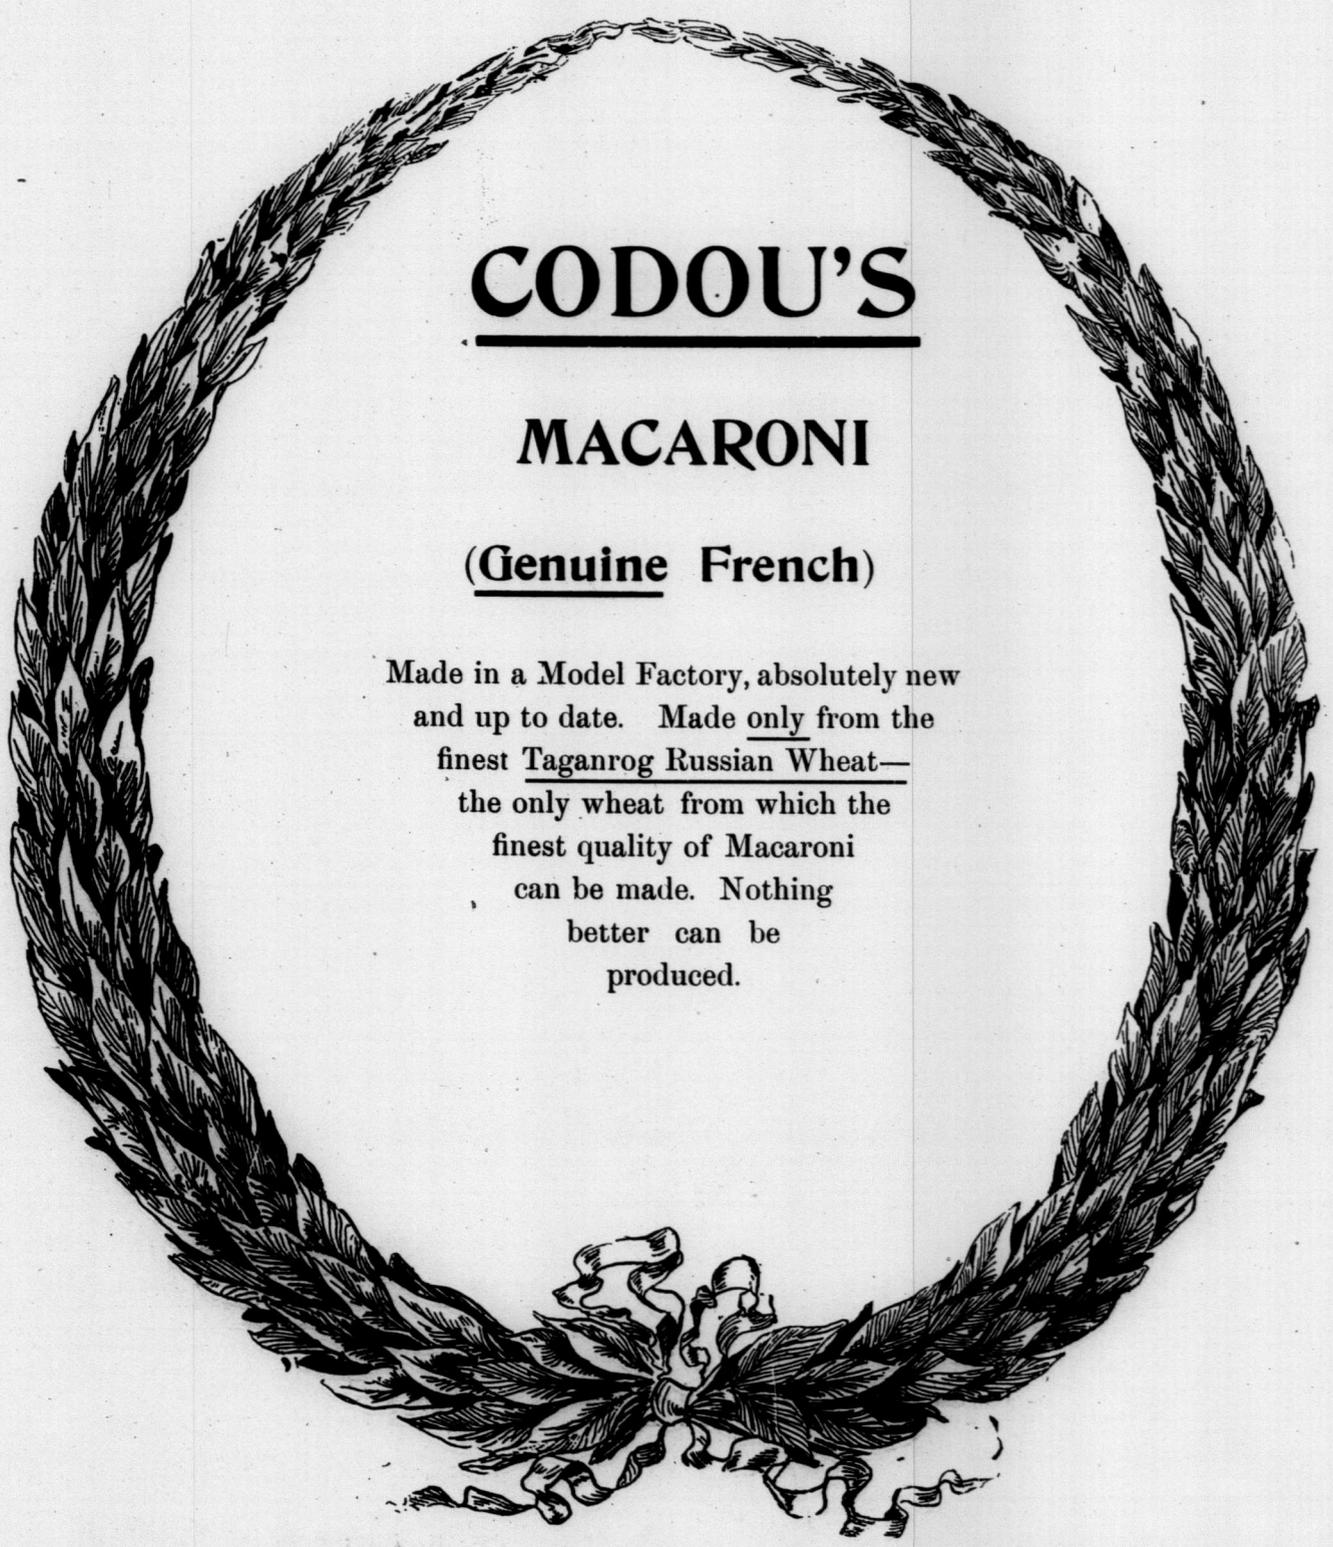 CODOU'S
MACARONI
(Genuine French)
Made in a Model Factory, absolutely new
and up to date. Made only from the
finest Taganrog Russian Wheat—
the only wheat from which the
finest quality of Macaroni
can be made. Nothing
better can be
produced.